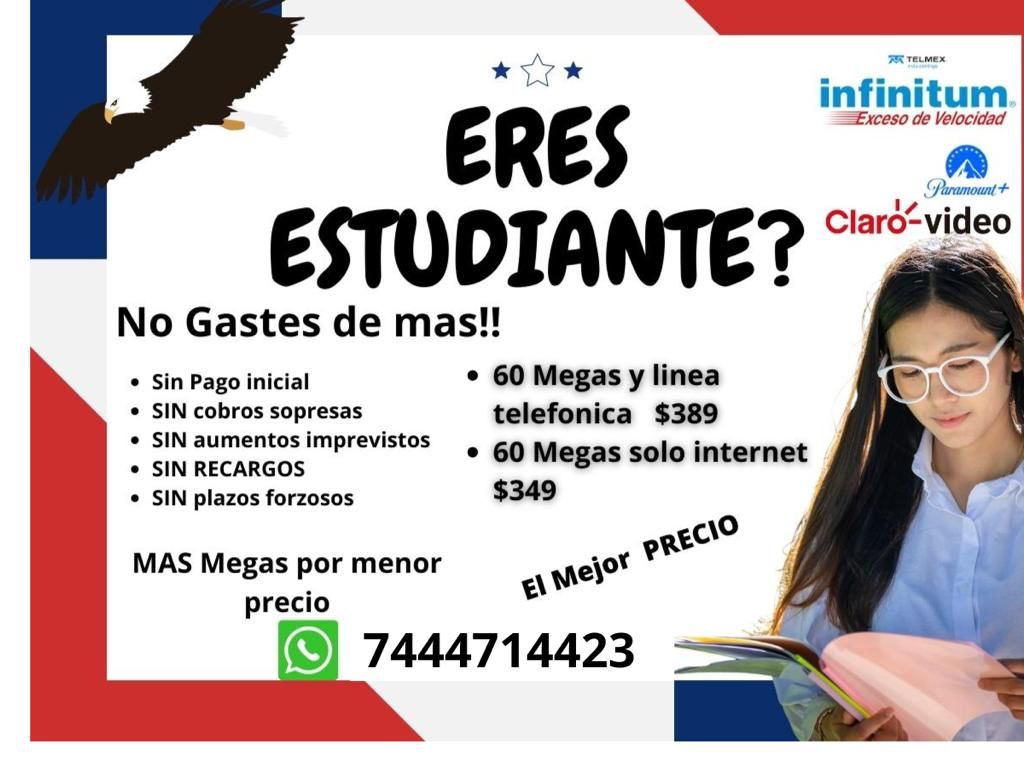 ERES
ESTUDIANTE?
TELMEX
infinitum®
Exceso de Velocidad
Paramount+
Claro-video
No Gastes de mas!!
• Sin Pago inicial
• SIN cobros sopresas
• SIN aumentos imprevistos
• SIN RECARGOS
• SIN plazos forzosos
• 60 Megas y linea
telefonica $389
• 60 Megas solo internet
$349
MAS Megas por menor
precio
El Mejor PRECIO
7444714423